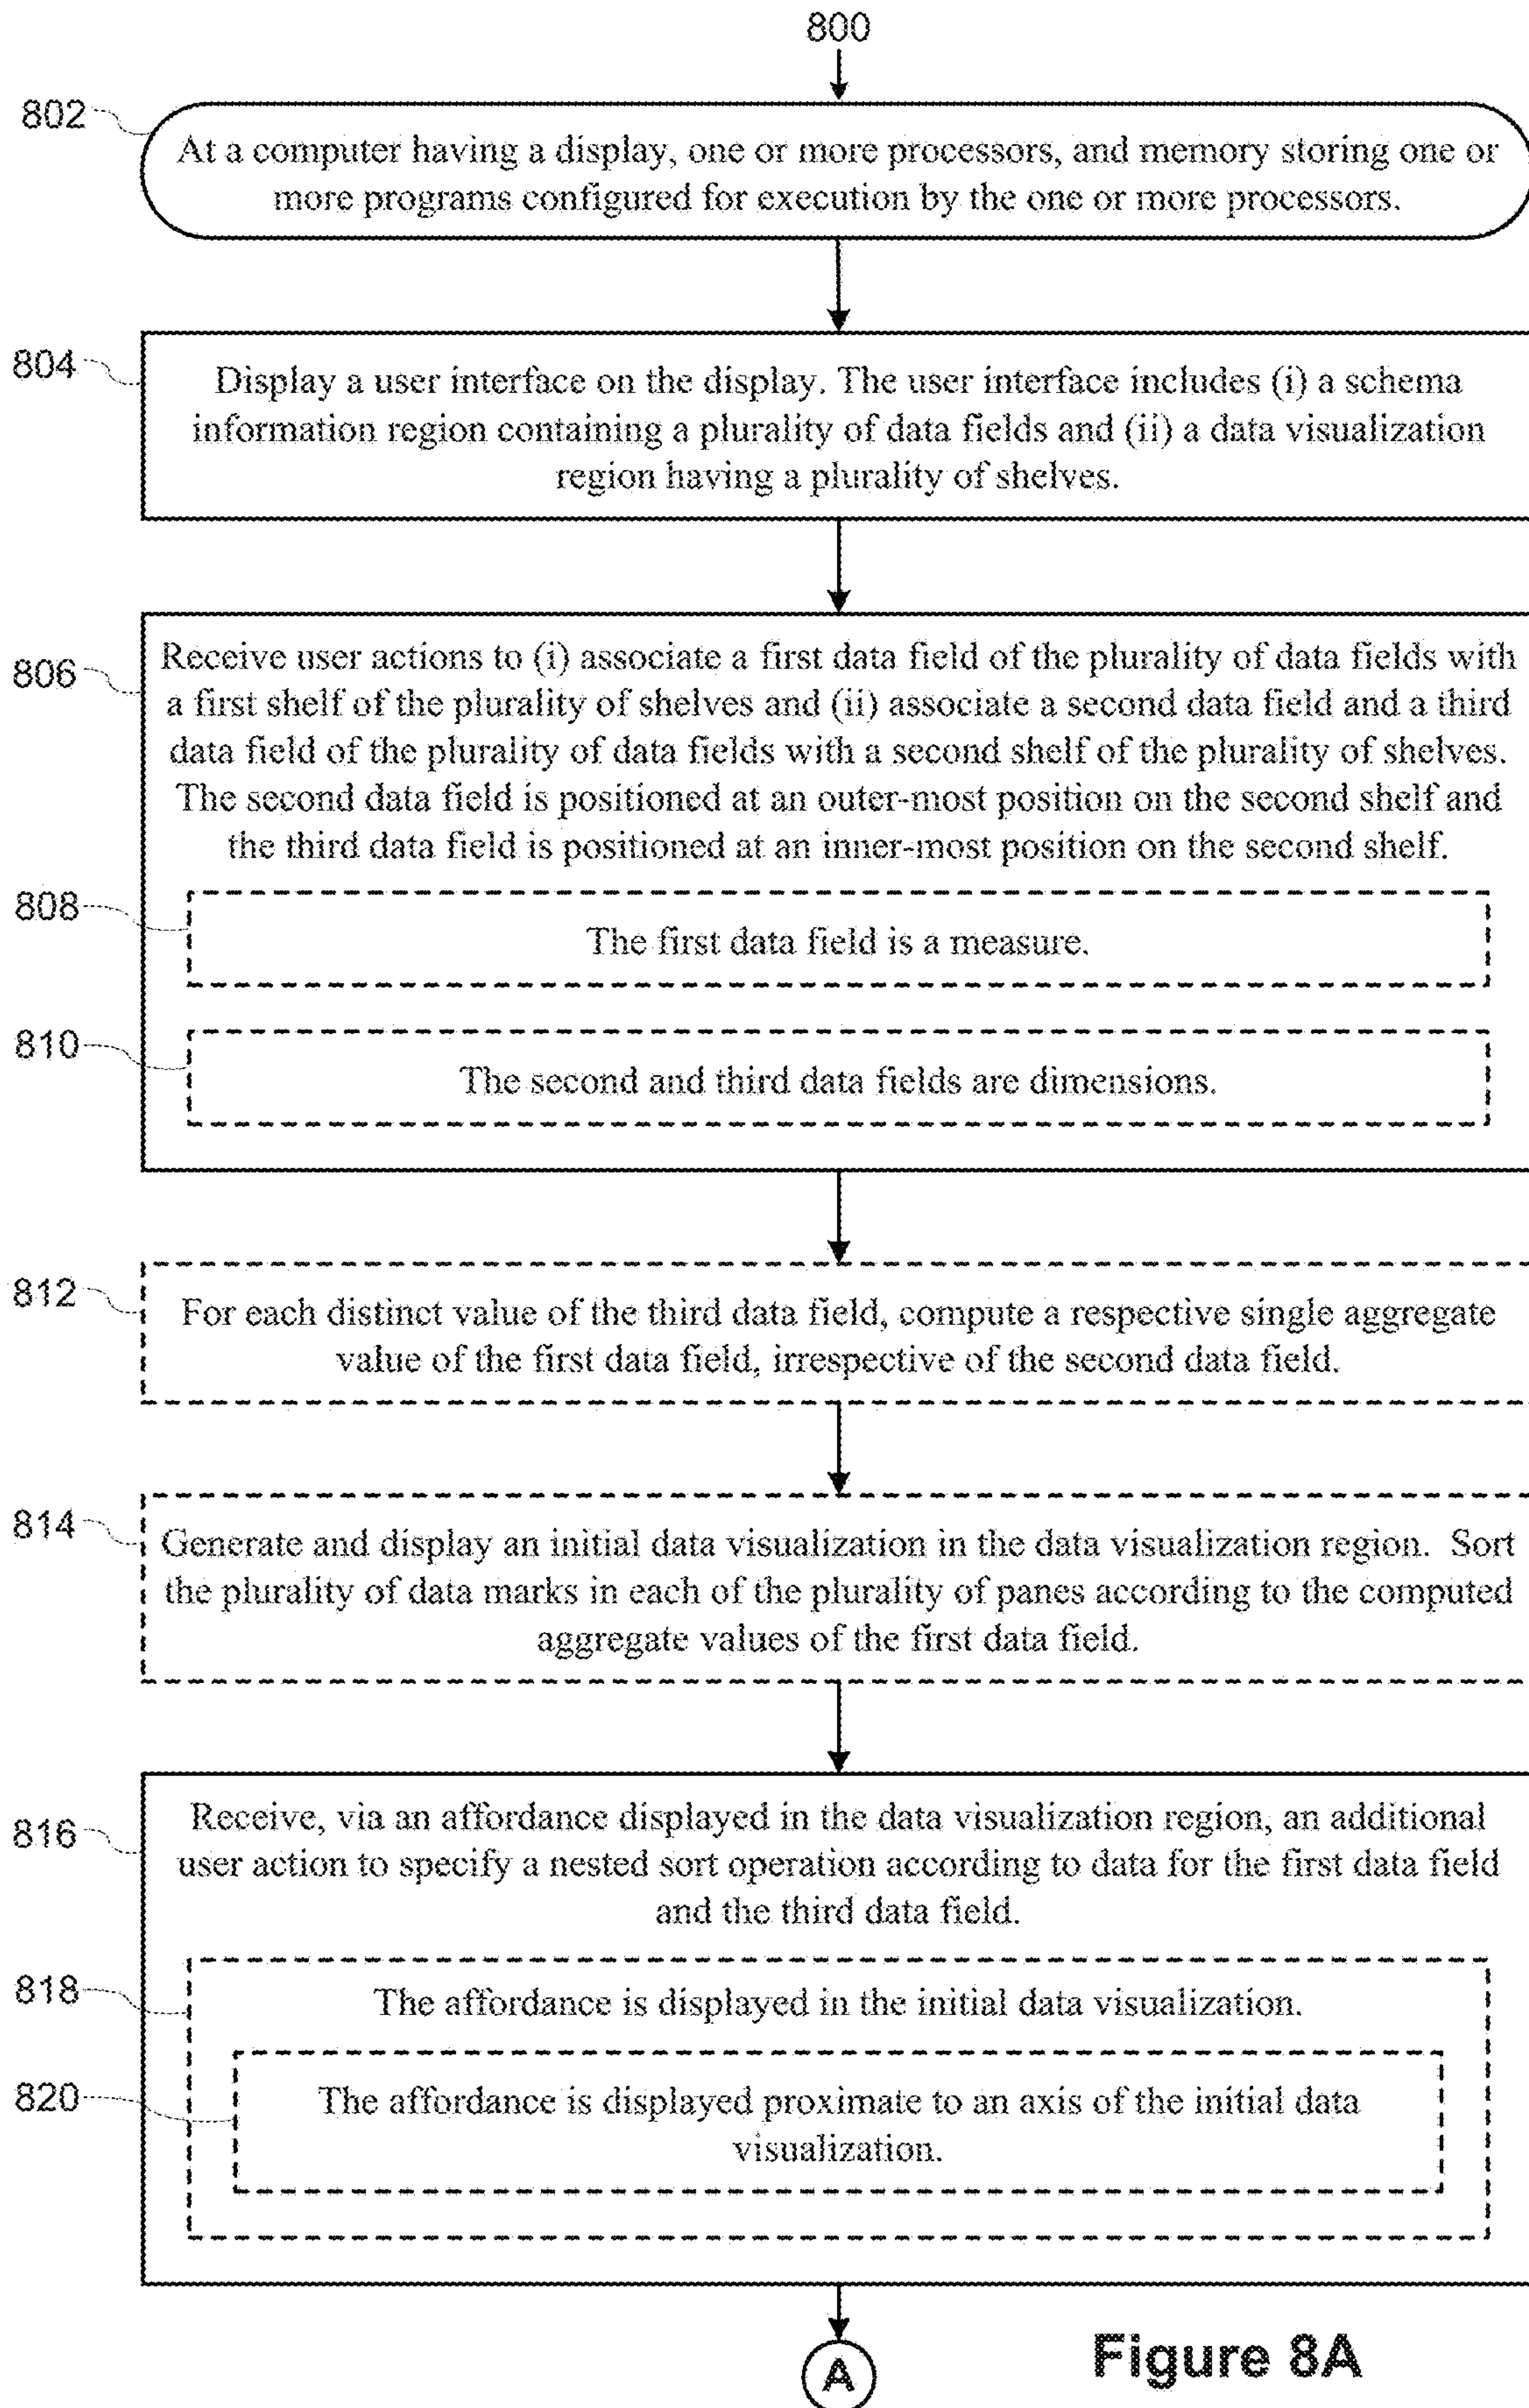 800
802
At a computer having a display, one or more processors, and memory storing one or
more programs configured for execution by the one or more processors.
804
Display a user interface on the display. The user interface includes (i) a schema
information region containing a plurality of data fields and (ii) a data visualization
region having a plurality of shelves.
806
Receive user actions to (i) associate a first data field of the plurality of data fields with
a first shelf of the plurality of shelves and (ii) associate a second data field and a third
data field of the plurality of data fields with a second shelf of the plurality of shelves.
The second data field is positioned at an outer-most position on the second shelf and
the third data field is positioned at an inner-most position on the second shelf.
808
The first data field is a measure.
810
The second and third data fields are dimensions.
812
For each distinct value of the third data field, compute a respective single aggregate
value of the first data field, irrespective of the second data field.
814
Generate and display an initial data visualization in the data visualization region. Sort
the plurality of data marks in each of the plurality of panes according to the computed
aggregate values of the first data field.
816
Receive, via an affordance displayed in the data visualization region, an additional
user action to specify a nested sort operation according to data for the first data field
and the third data field.
818
The affordance is displayed in the initial data visualization.
820
The affordance is displayed proximate to an axis of the initial data
visualization.
A
Figure 8A